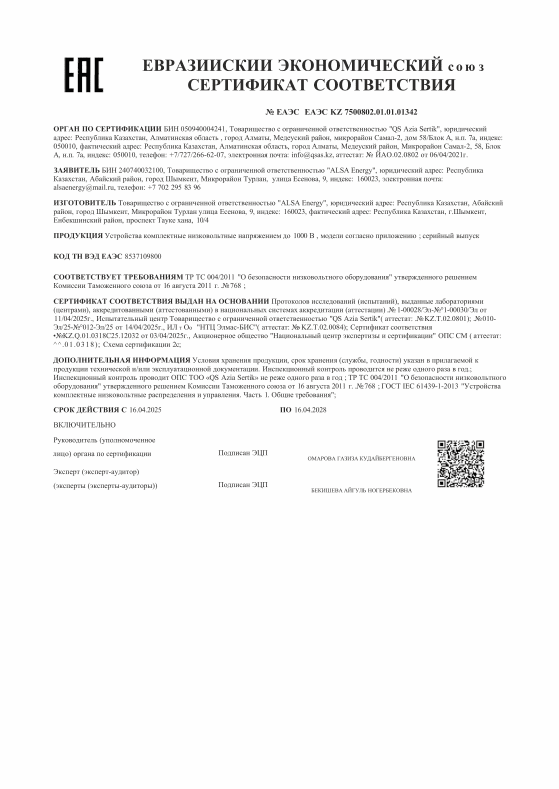 ЕАС
ЕВРАЗИИСКИИ ЭКОНОМИЧЕСКИЙ союз
СЕРТИФИКАТ СООТВЕТСТВИЯ
№ ЕАЭС ЕАЭС KZ 7500802.01.01.01342
ОРГАН ПО СЕРТИФИКАЦИИ БИН 050940004241, Товарищество с ограниченной ответственностью "QS Azia Sertik", юридический
адрес: Республика Казахстан, Алматинская область , город Алматы, Медеуский район, микрорайон Самал-2, дом 58/Блок А, н.п. 7а, индекс:
050010, фактический адрес: Республика Казахстан, Алматинская область, город Алматы, Медеуский район, Микрорайон Самал-2, 58, Блок
А, н.п. 7а, индекс: 050010, телефон: +7/727/266-62-07, электронная почта: info@qsas.kz, аттестат: № ЙАО.02.0802 от 06/04/2021г.
ЗАЯВИТЕЛЬ БИН 240740032100, Товарищество с ограниченной ответственностью "ALSA Energy", юридический адрес: Республика
Казахстан, Абайский район, город Шымкент, Микрорайон Турлан, улица Есенова, 9, индекс: 160023, электронная почта:
alsaenergy@mail.ru, телефон: +7 702 295 83 96
ИЗГОТОВИТЕЛЬ Товарищество с ограниченной ответственностью "ALSA Energy", юридический адрес: Республика Казахстан, Абайский
район, город Шымкент, Микрорайон Турлан улица Есенова, 9, индекс: 160023, фактический адрес: Республика Казахстан, г.Шымкент,
Енбекшинский район, проспект Тауке хана, 10/4
ПРОДУКЦИЯ Устройства комплектные низковольтные напряжением до 1000 В , модели согласно приложению ; серийный выпуск
КОД ТН ВЭД ЕАЭС 8537109800
СООТВЕТСТВУЕТ ТРЕБОВАНИЯМ ТР ТС 004/2011 "О безопасности низковольтного оборудования" утвержденного решением
Комиссии Таможенного союза от 16 августа 2011 г. №768 ;
СЕРТИФИКАТ СООТВЕТСТВИЯ ВЫДАН НА ОСНОВАНИИ Протоколов исследований (испытаний), выданные лабораториями
(центрами), аккредитованными (аттестованными) в национальных системах аккредитации (аттестации) .№1-00028/Эл-№°1-00030/Эл от
11/04/2025г., Испытательный центр Товарищество с ограниченной ответственностью "QS Azia Sertik"( аттестат: .№KZ.T.02.0801); .№010-
Эл/25-№°012-Эл/25 от 14/04/2025г., ИЛ "НТЦ Элмас-БИС"( аттестат: №KZ.T.02.0084); Сертификат соответствия
•№KZ.Q.01.0318C25.12032 от 03/04/2025г., Акционерное общество "Национальный центр экспертизы и сертификации" ОПС СМ ( аттестат:
^^.01.0318); Схема сертификации 2с;
ДОПОЛНИТЕЛЬНАЯ ИНФОРМАЦИЯ Условия хранения продукции, срок хранения (службы, годности) указан в прилагаемой к
продукции технической и/или эксплуатационной документации. Инспекционный контроль проводится не реже одного раза в год.;
Инспекционный контроль проводит ОПС ТОО «QS Azia Sertik» не реже одного раза в год ; ТР ТС 004/2011 "О безопасности низковольтного
оборудования" утвержденного решением Комиссии Таможенного союза от 16 августа 2011 г. .№768 ; ГОСТ IEC 61439-1-2013 "Устройства
комплектные низковольтные распределения и управления. Часть 1. Общие требования";
СРОК ДЕЙСТВИЯ С 16.04.2025 ПО 16.04.2028
ВКЛЮЧИТЕЛЬНО
Руководитель (уполномоченное
лицо) органа по сертификации Подписан ЭЦП ОМАРОВА ГАЛИЗА КУДАЙБЕРГЕНОВНА
Эксперт (эксперт-аудитор)
(эксперты (эксперты-аудиторы)) Подписан ЭЦП БЕКИШЕВА АЙГУЛЬ НОГЕРБЕКОВНА